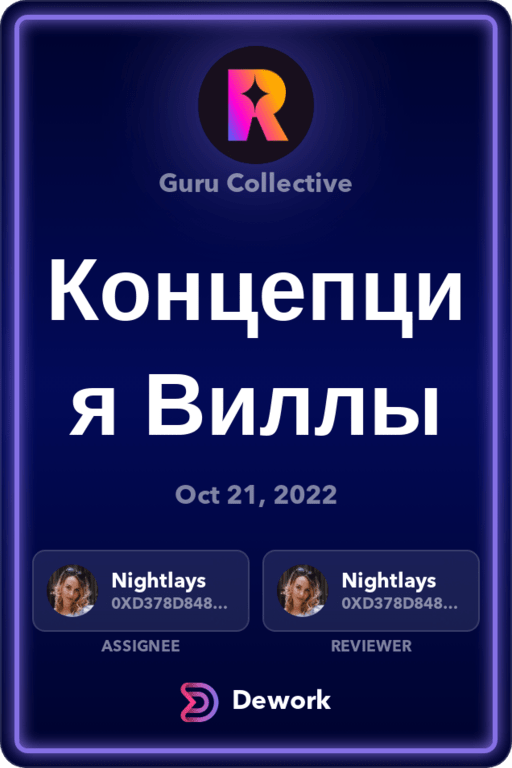 R
Guru Collective
Концепци
я Виллы
Oct 21, 2022
Nightlays
0XD378D848...
Nightlays
0XD378D848...
ASSIGNEE
REVIEWER
Dework